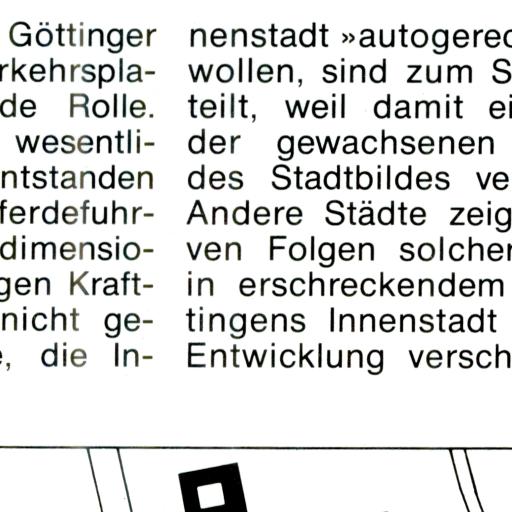 Göttinger
rkehrspla-
de Rolle.
wesentli-
ntstanden
ferdefuhr-
dimensio-
gen Kraft-
nicht ge-
, die In-
nenstadt »autogerec
wollen, sind zum S
teilt, weil damit ei
der gewachsenen
des Stadtbildes ve
Andere Städte zeig
ven Folgen solcher
in erschreckendem
tingens Innenstadt
Entwicklung versch